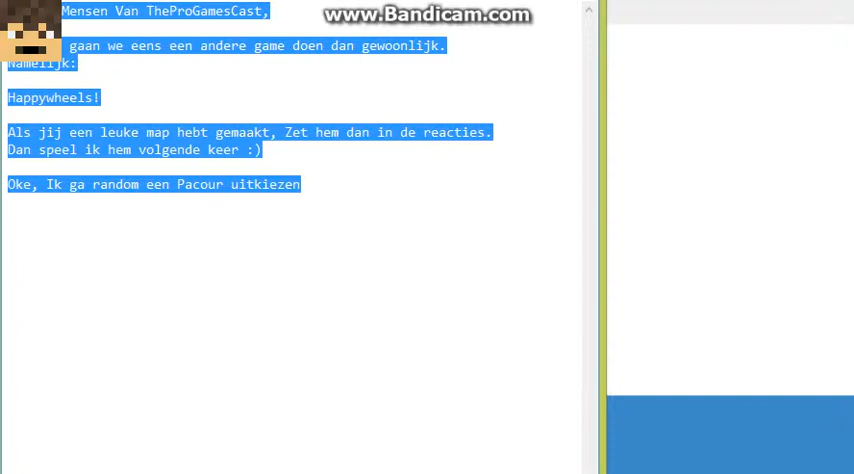 www.Bandicam.com
Mensen Van TheProGamesCast,
gaan we eens een andere game doen dan gewoonlijk.
Namelijk:
Happywheels!
Als jij een leuke map hebt gemaakt, Zet hem dan in de reacties.
Dan speel ik hem volgende keer :)
Oke, Ik ga random een Pacour uitkiezen